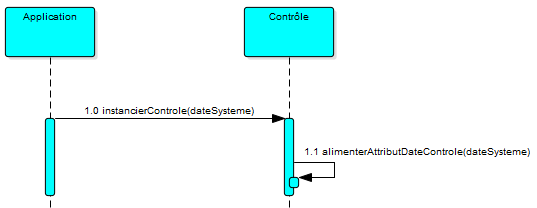 Application
Contrôle
1.0 instancierControle(dateSysteme)
1.1 alimenterAttributDateControle(dateSysteme)